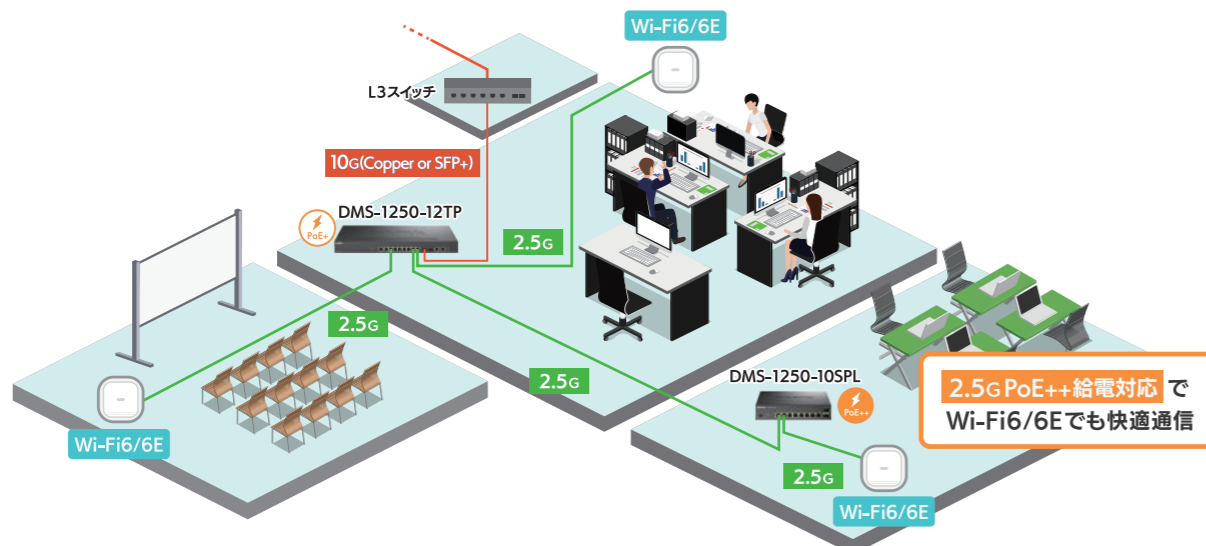 Wi-Fi6/6E
L3スイッチ
10G(Copper or SFP+)
DMS-1250-12TP
PoE+
2.5G
2.5G
2.5G
DMS-1250-10SPL
PoE++
2.5G PoE++給電対応 で
Wi-Fi6/6Eでも快適通信
Wi-Fi6/6E
2.5G
Wi-Fi6/6E